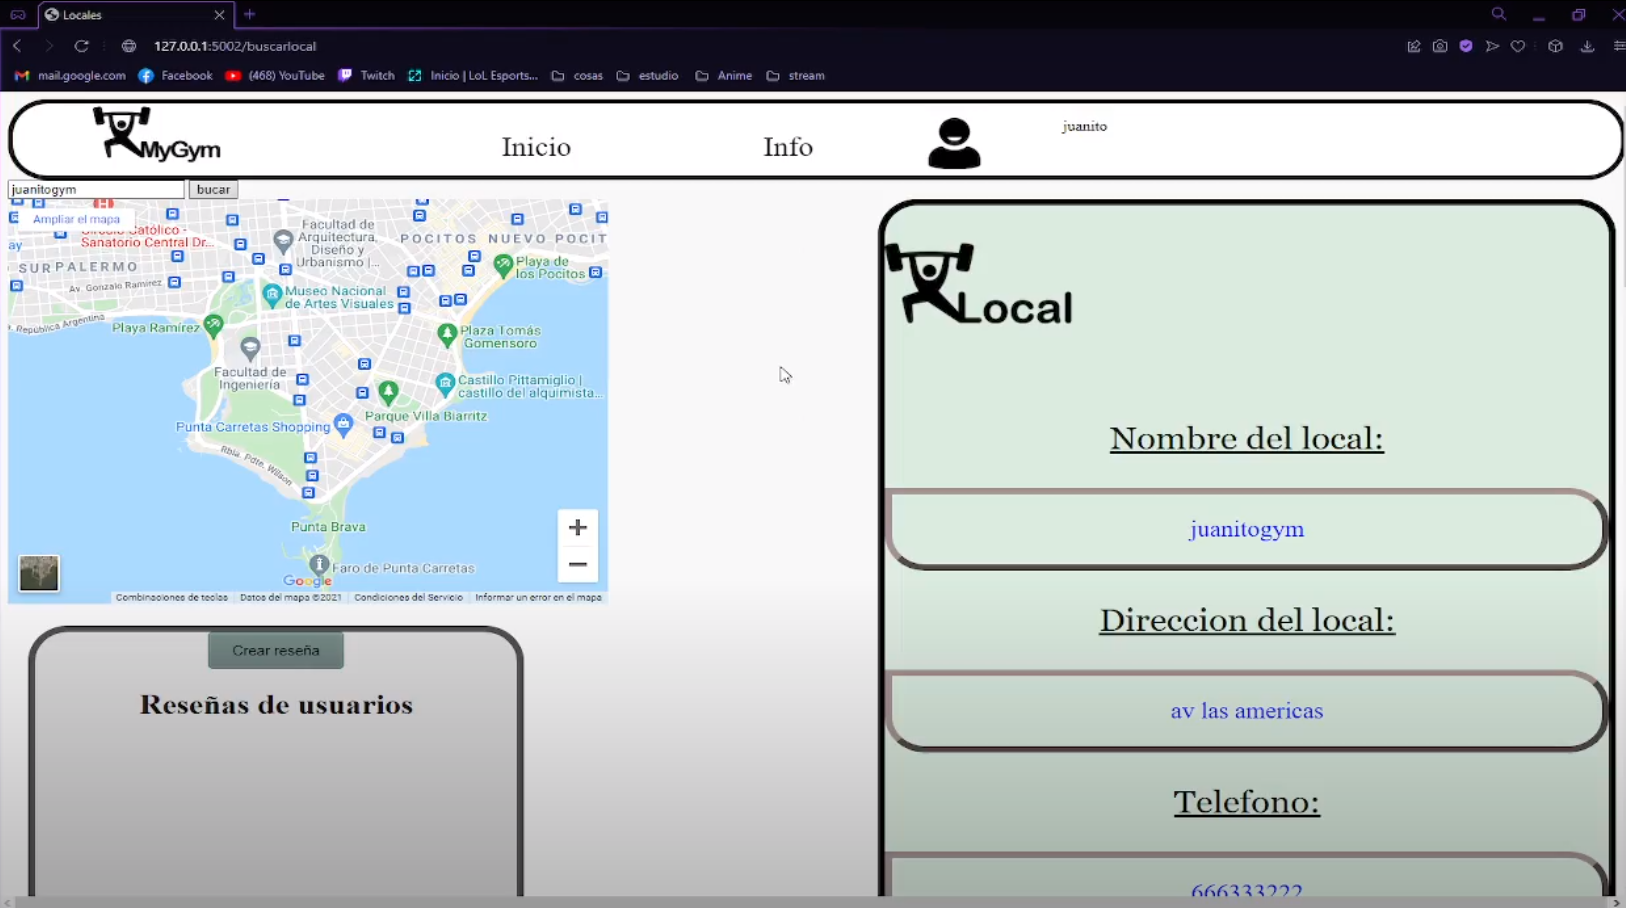 Locales
127.0.0.1:5002/buscarlocal
mail.google.com
Facebook
(468) YouTube
Twitch
Inicio | LoL Esports...
cosas
estudio
Anime
stream
MyGym
Inicio
Info
juanito
juanitogym
bucar
Ampliar el mapa
ay
Círculo Católico -
Sanatorio Central Dr...
SUR
PALERMO
Av. Gonzalo Ramírez
República Argentina
Playa Ramírez
Facultad de
Arquitectura,
Diseño y
Urbanismo |...
POCITOS NUEVO
POCIT
Playa de
los Pocitos
Museo Nacional
de Artes Visuales
Plaza Tomás
Gomensoro
Facultad de
Ingeniería
Castillo Pittamiglio |
castillo del alquimista...
Parque Villa Biarritz
Punta Carretas Shopping
Rbla. Pdte. Wilson
Punta Brava
Faro de Punta Carretas
Google
Combinaciones de teclas
Datos del mapa ©2021
Condiciones del Servicio
Informar un error en el mapa
Crear reseña
Reseñas de usuarios
Local
Nombre del local:
juanitogym
Direccion del local:
av las americas
Telefono:
666333222